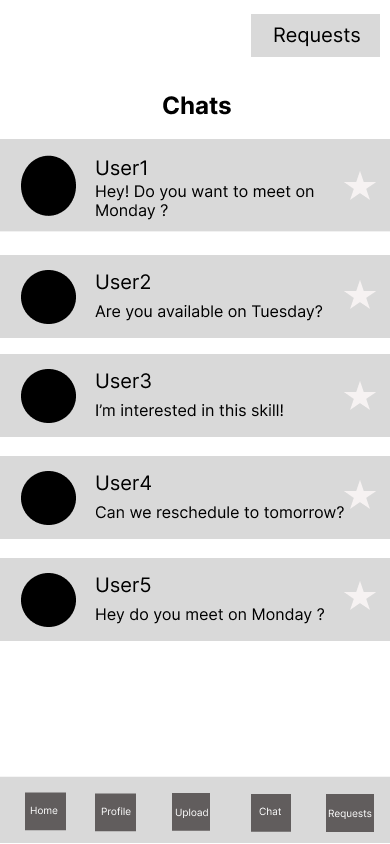 Requests
Chats
User1
Hey! Do you want to meet on
Monday ?
User2
Are you available on Tuesday?
User3
I’m interested in this skill!
User4
Can we reschedule to tomorrow?
User5
Hey do you meet on Monday ?
Home Profile Upload Chat Requests